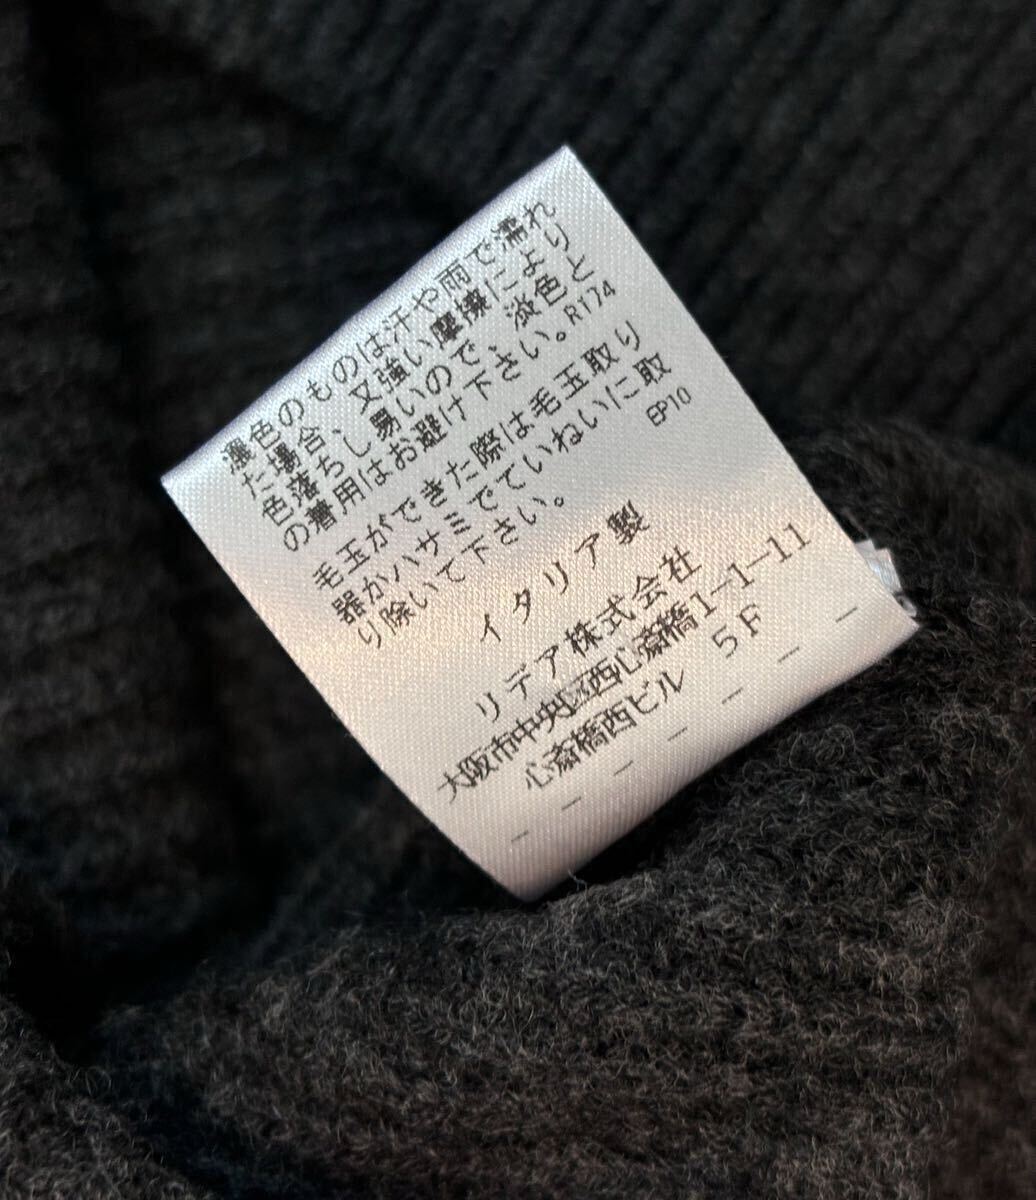 濃色のものは汗や雨で濡れ
た場合、又強い摩擦により
色落ちし易いので、淡色と
の着用はお避け下さい。R174
毛玉ができた際は毛玉取り
器かハサミでていねいに取
り除いて下さい。 EP10
イタリア製
リデア株式会社
大阪市中央区西心斎橋1-1-11
心斎橋西ビル 5F